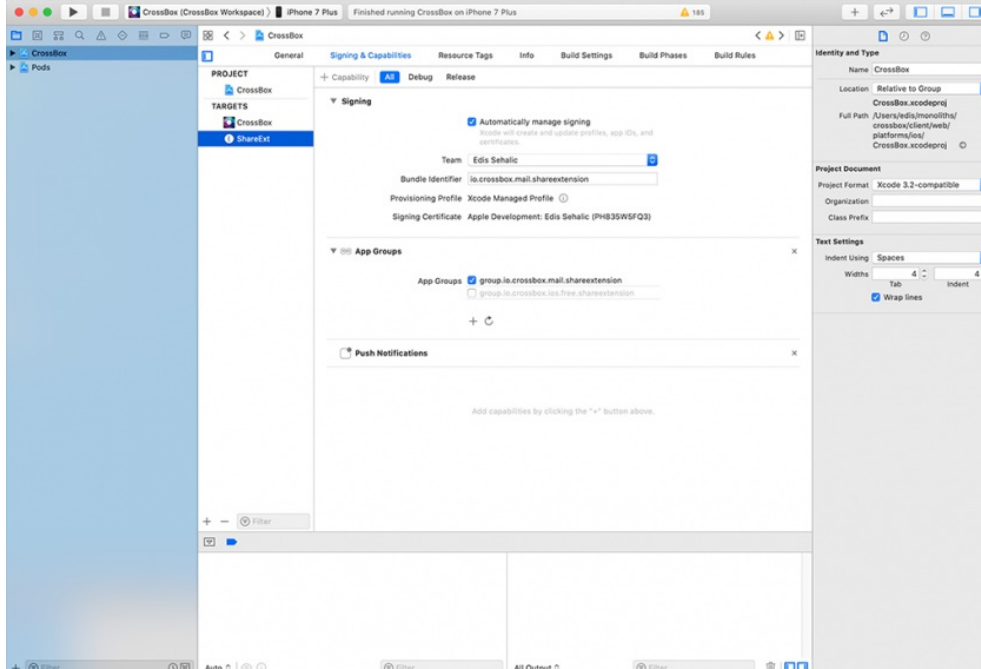 CrossBox (CrossBox Workspace) ⟩ iPhone 7 Plus
Finished running CrossBox on iPhone 7 Plus
185
CrossBox
Pods
CrossBox
General
Signing & Capabilities
Resource Tags
Info
Build Settings
Build Phases
Build Rules
PROJECT
CrossBox
TARGETS
CrossBox
ShareExt
+ Capability
All
Debug
Release
Signing
Automatically manage signing
Xcode will create and update profiles, app IDs, and
certificates.
Team
Edis Sehalic
Bundle Identifier
io.crossbox.mail.shareextension
Provisioning Profile
Xcode Managed Profile
Signing Certificate
Apple Development: Edis Sehalic (PH835W5FQ3)
App Groups
App Groups
group.io.crossbox.mail.shareextension
group.io.crossbox.ios.free.shareextension
Push Notifications
Add capabilities by clicking the "+" button above.
Filter
Identity and Type
Name
CrossBox
Location
Relative to Group
CrossBox.xcodeproj
Full Path
/Users/edis/monoliths/
crossbox/client/web/
platforms/ios/
CrossBox.xcodeproj
Project Document
Project Format
Xcode 3.2-compatible
Organization
Class Prefix
Text Settings
Indent Using
Spaces
Widths
4
4
Tab
Indent
Wrap lines
Filter
Auto
Filter
All Output
Filter